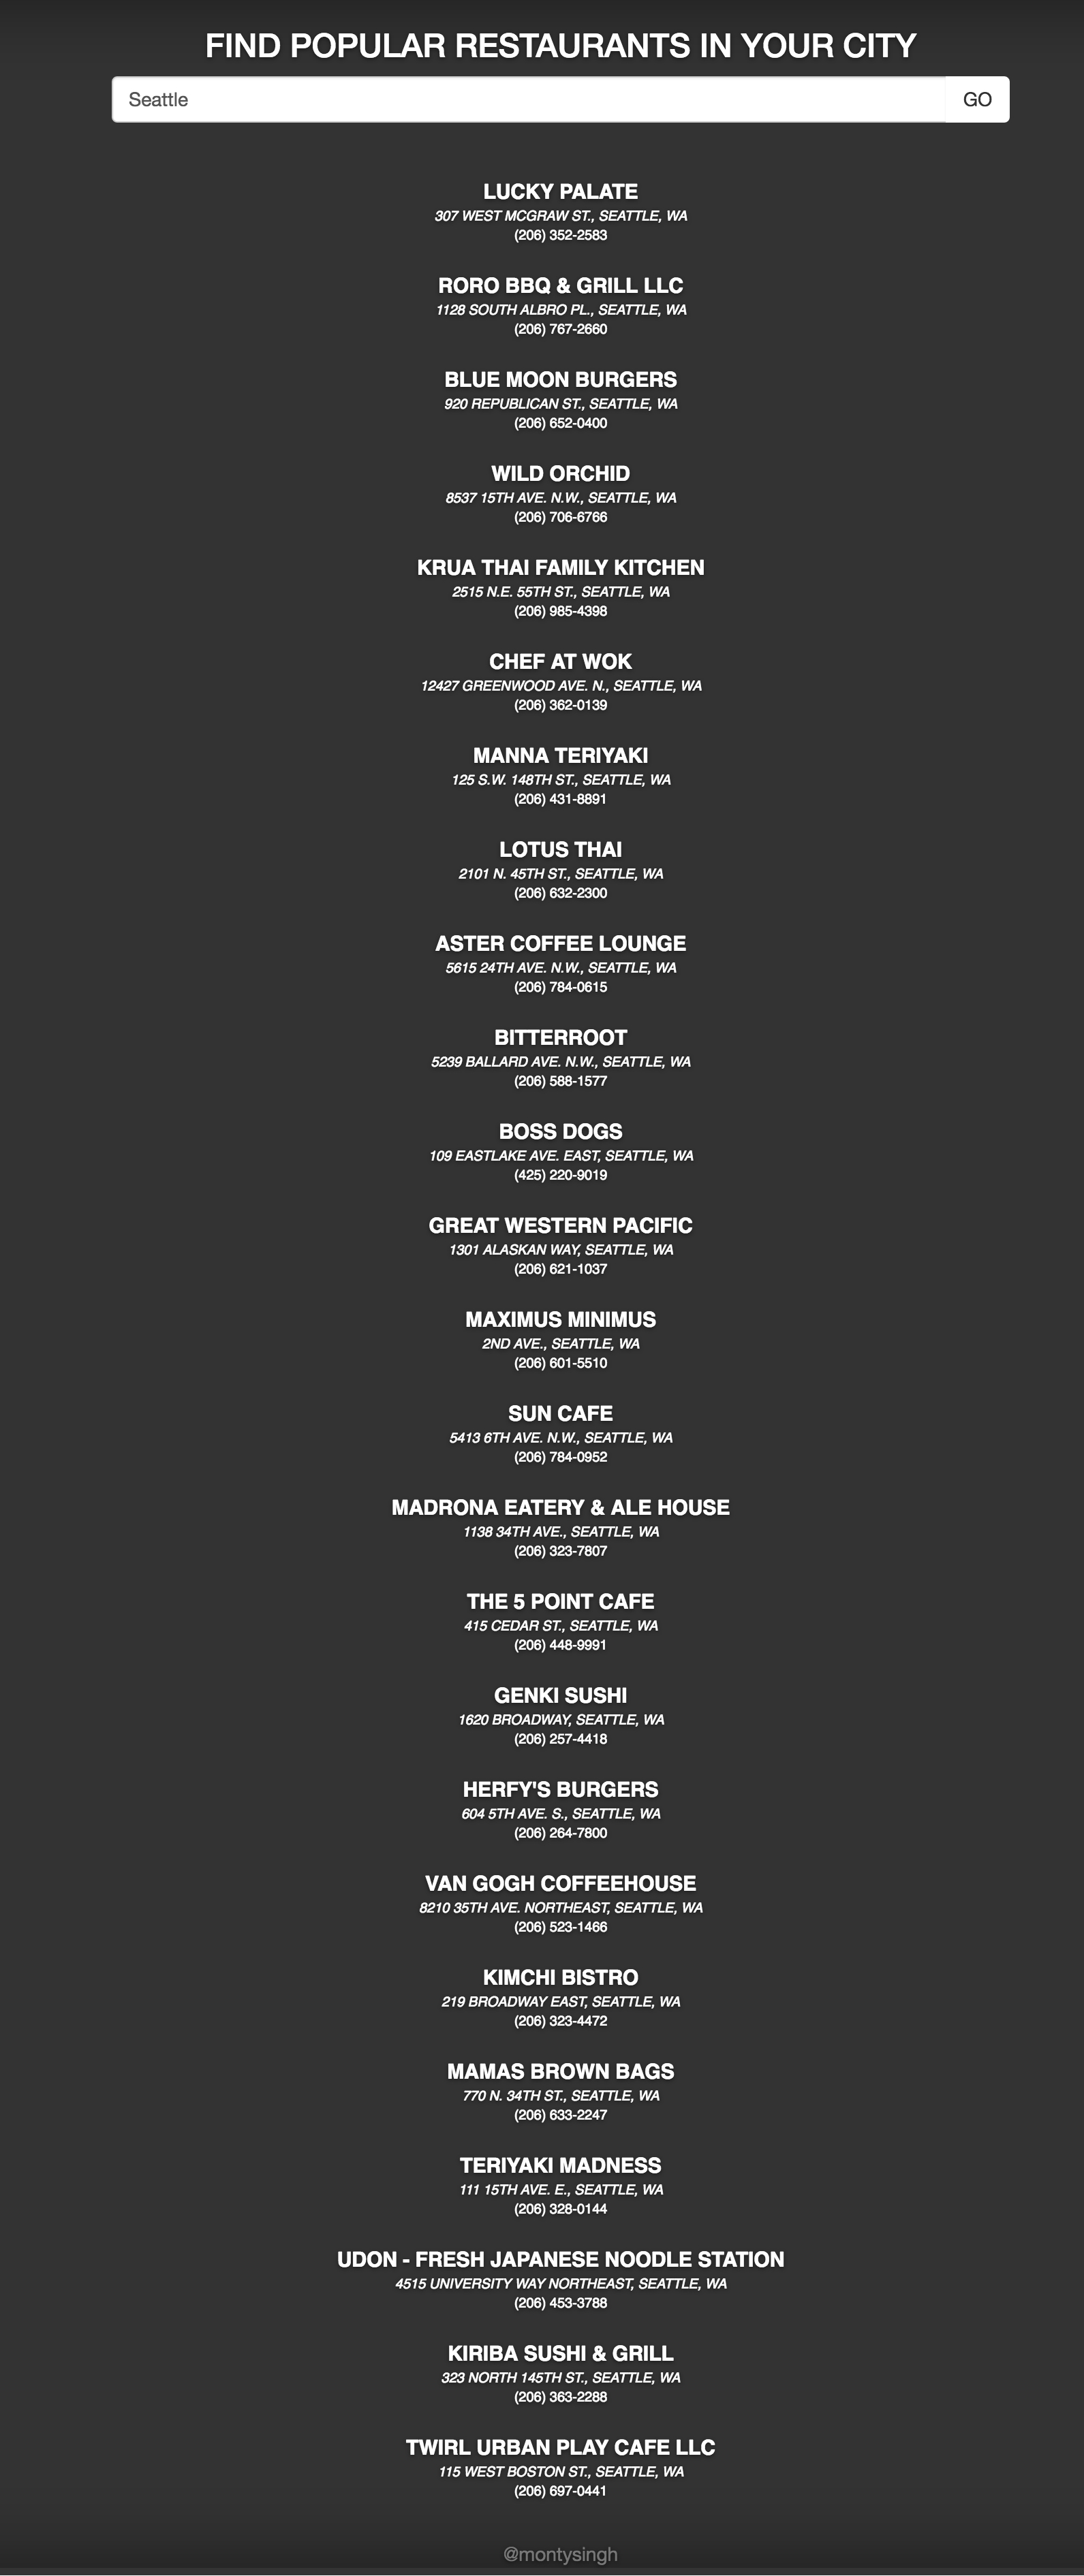 FIND POPULAR RESTAURANTS IN YOUR CITY
Seattle GO
LUCKY PALATE
307 WEST MCGRAW ST., SEATTLE, WA
(206) 352-2583
RORO BBQ & GRILL LLC
1128 SOUTH ALBRO PL., SEATTLE, WA
(206) 767-2660
BLUE MOON BURGERS
920 REPUBLICAN ST., SEATTLE, WA
(206) 652-0400
WILD ORCHID
8537 15TH AVE. N.W., SEATTLE, WA
(206) 706-6766
KRUA THAI FAMILY KITCHEN
2515 N.E. 55TH ST., SEATTLE, WA
(206) 985-4398
CHEF AT WOK
12427 GREENWOOD AVE. N., SEATTLE, WA
(206) 362-0139
MANNA TERIYAKI
125 S.W. 148TH ST., SEATTLE, WA
(206) 431-8891
LOTUS THAI
2101 N. 45TH ST., SEATTLE, WA
(206) 632-2300
ASTER COFFEE LOUNGE
5615 24TH AVE. N.W., SEATTLE, WA
(206) 784-0615
BITTERROOT
5239 BALLARD AVE. N.W., SEATTLE, WA
(206) 588-1577
BOSS DOGS
109 EASTLAKE AVE. EAST, SEATTLE, WA
(425) 220-9019
GREAT WESTERN PACIFIC
1301 ALASKAN WAY, SEATTLE, WA
(206) 621-1037
MAXIMUS MINIMUS
2ND AVE., SEATTLE, WA
(206) 601-5510
SUN CAFE
5413 6TH AVE. N.W., SEATTLE, WA
(206) 784-0952
MADRONA EATERY & ALE HOUSE
1138 34TH AVE., SEATTLE, WA
(206) 323-7807
THE 5 POINT CAFE
415 CEDAR ST., SEATTLE, WA
(206) 448-9991
GENKI SUSHI
1620 BROADWAY, SEATTLE, WA
(206) 257-4418
HERFY'S BURGERS
604 5TH AVE. S., SEATTLE, WA
(206) 264-7800
VAN GOGH COFFEEHOUSE
8210 35TH AVE. NORTHEAST, SEATTLE, WA
(206) 523-1466
KIMCHI BISTRO
219 BROADWAY EAST, SEATTLE, WA
(206) 323-4472
MAMAS BROWN BAGS
770 N. 34TH ST., SEATTLE, WA
(206) 633-2247
TERIYAKI MADNESS
111 15TH AVE. E., SEATTLE, WA
(206) 328-0144
UDON - FRESH JAPANESE NOODLE STATION
4515 UNIVERSITY WAY NORTHEAST, SEATTLE, WA
(206) 453-3788
KIRIBA SUSHI & GRILL
323 NORTH 145TH ST., SEATTLE, WA
(206) 363-2288
TWIRL URBAN PLAY CAFE LLC
115 WEST BOSTON ST., SEATTLE, WA
(206) 697-0441
@montysingh